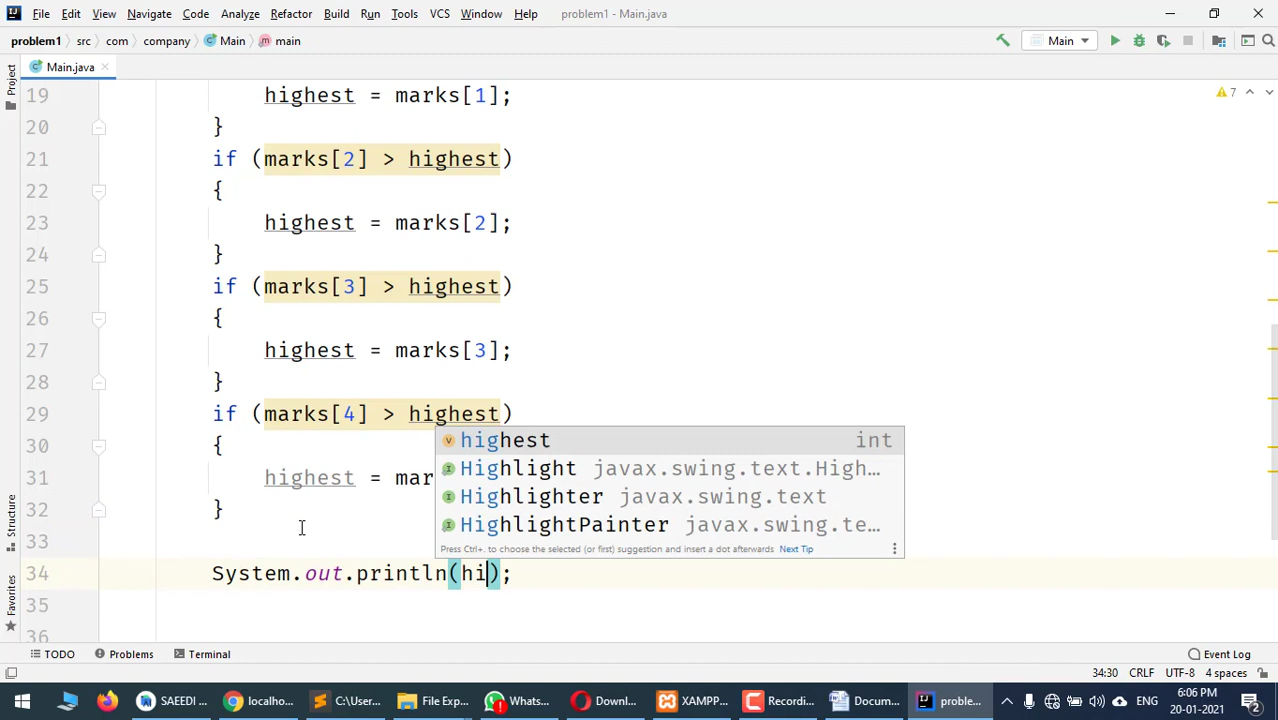 File Edit View Navigate Code Analyze Refactor Build Run Tools VCS Window Help problem1 - Main.java
problem1 src com company Main main Main
Project
Main.java
19 highest = marks[1]; 7
20 }
21 if (marks[2] > highest)
22 {
23 highest = marks[2];
24 }
25 if (marks[3] > highest)
26 {
27 highest = marks[3];
28 }
29 if (marks[4] > highest)
30 {
highest int
31 highest = mar
Highlight javax.swing.text.High…
Highlighter javax.swing.text
32 }
HighlightPainter javax.swing.te…
33
Press Ctrl+. to choose the selected (or first) suggestion and insert a dot afterwards Next Tip
34 System.out.println(hi);
35
36
Structure
Favorites
TODO Problems Terminal Event Log
34:30 CRLF UTF-8 4 spaces
SAEEDI ... localho... C:\User... File Exp... Whats... Downl... XAMPP... Recordi... Docum... proble... ENG 6:06 PM
20-01-2021 2